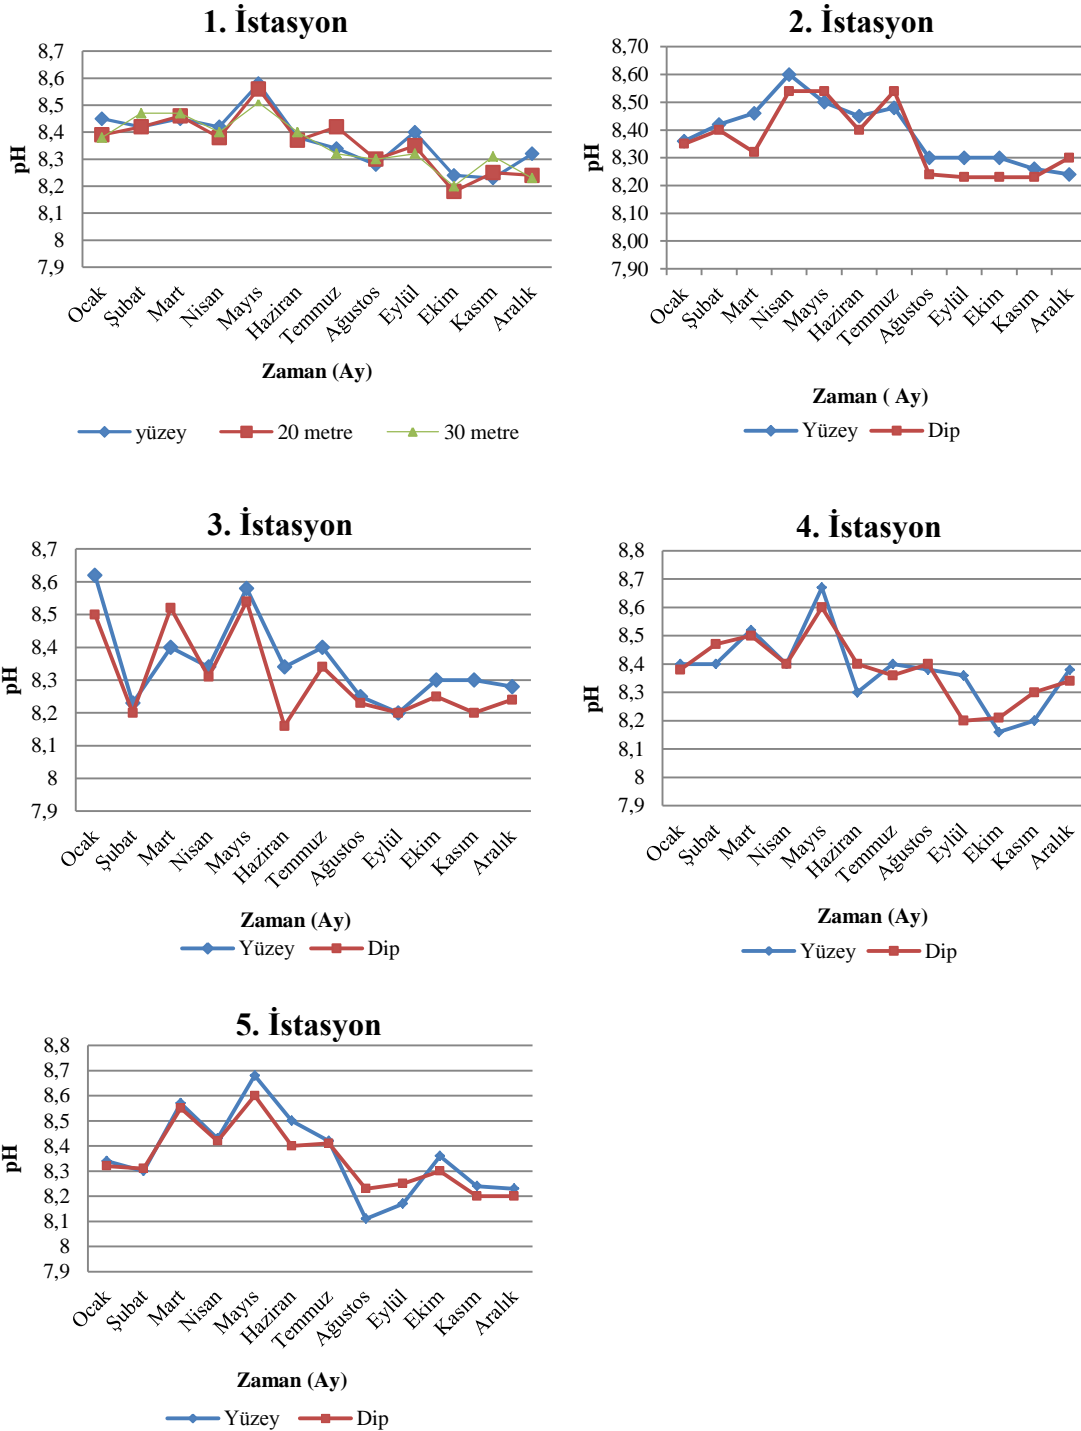 1. İstasyon
8,7
8,6
8,5
8,4
8,3
8,2
8,1
8
7,9
pH
Ocak
Şubat
Mart
Nisan
Mayıs
Haziran
Temmuz
Ağustos
Eylül
Ekim
Kasım
Aralık
Zaman (Ay)
yüzey 20 metre 30 metre
2. İstasyon
8,70
8,60
8,50
8,40
8,30
8,20
8,10
8,00
7,90
pH
Ocak
Şubat
Mart
Nisan
Mayıs
Haziran
Temmuz
Ağustos
Eylül
Ekim
Kasım
Aralık
Zaman ( Ay)
Yüzey Dip
3. İstasyon
8,7
8,6
8,5
8,4
8,3
8,2
8,1
8
7,9
pH
Ocak
Şubat
Mart
Nisan
Mayıs
Haziran
Temmuz
Ağustos
Eylül
Ekim
Kasım
Aralık
Zaman (Ay)
Yüzey Dip
4. İstasyon
8,8
8,7
8,6
8,5
8,4
8,3
8,2
8,1
8
7,9
pH
Ocak
Şubat
Mart
Nisan
Mayıs
Haziran
Temmuz
Ağustos
Eylül
Ekim
Kasım
Aralık
Zaman (Ay)
Yüzey Dip
5. İstasyon
8,8
8,7
8,6
8,5
8,4
8,3
8,2
8,1
8
7,9
pH
Ocak
Şubat
Mart
Nisan
Mayıs
Haziran
Temmuz
Ağustos
Eylül
Ekim
Kasım
Aralık
Zaman (Ay)
Yüzey Dip